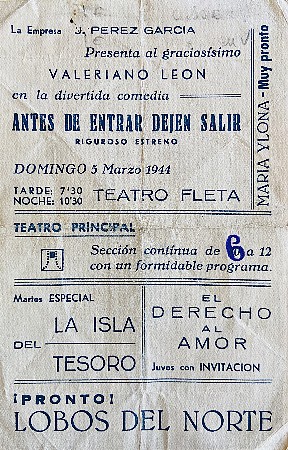 La Empresa J. PEREZ GARCIA
Presenta al graciosísimo
VALERIANO LEON
en la divertida comedia
ANTES DE ENTRAR DEJEN SALIR
RIGUROSO ESTRENO
DOMINGO 5 Marzo 1944
TARDE: 7'30
NOCHE: 10'30
TEATRO FLETA
MARIA YLONA - Muy pronto
TEATRO PRINCIPAL
Sección contínua de 6 a 12
con un formidable programa.
Martes ESPECIAL
LA ISLA
DEL
TESORO
EL
DERECHO
AL
AMOR
Juves con INVITACION
¡PRONTO!
LOBOS DEL NORTE